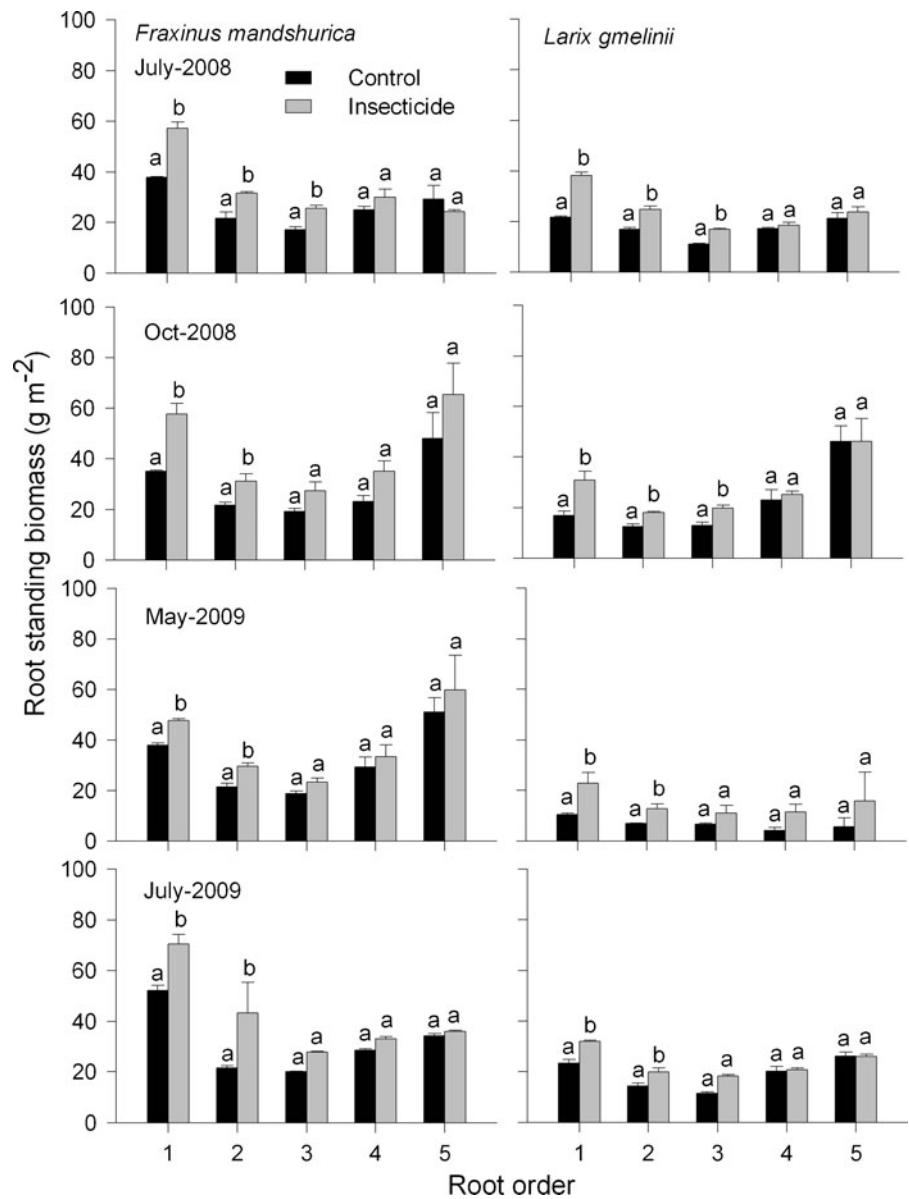 Fraxinus mandshurica
Larix gmelinii
July-2008
Control
Insecticide
100
80
60
40
20
0
a b a b a b a a a a
a b a b a b a a a a
Oct-2008
100
80
60
40
20
0
a b a b a a a a a a
a b a b a b a a a a
May-2009
100
80
60
40
20
0
a b a b a a a a a a
a b a b a a a a a a
July-2009
100
80
60
40
20
0
a b a b a a a a a a
a b a b a a a a a a
1 2 3 4 5
1 2 3 4 5
Root order
Root standing biomass (g m⁻²)